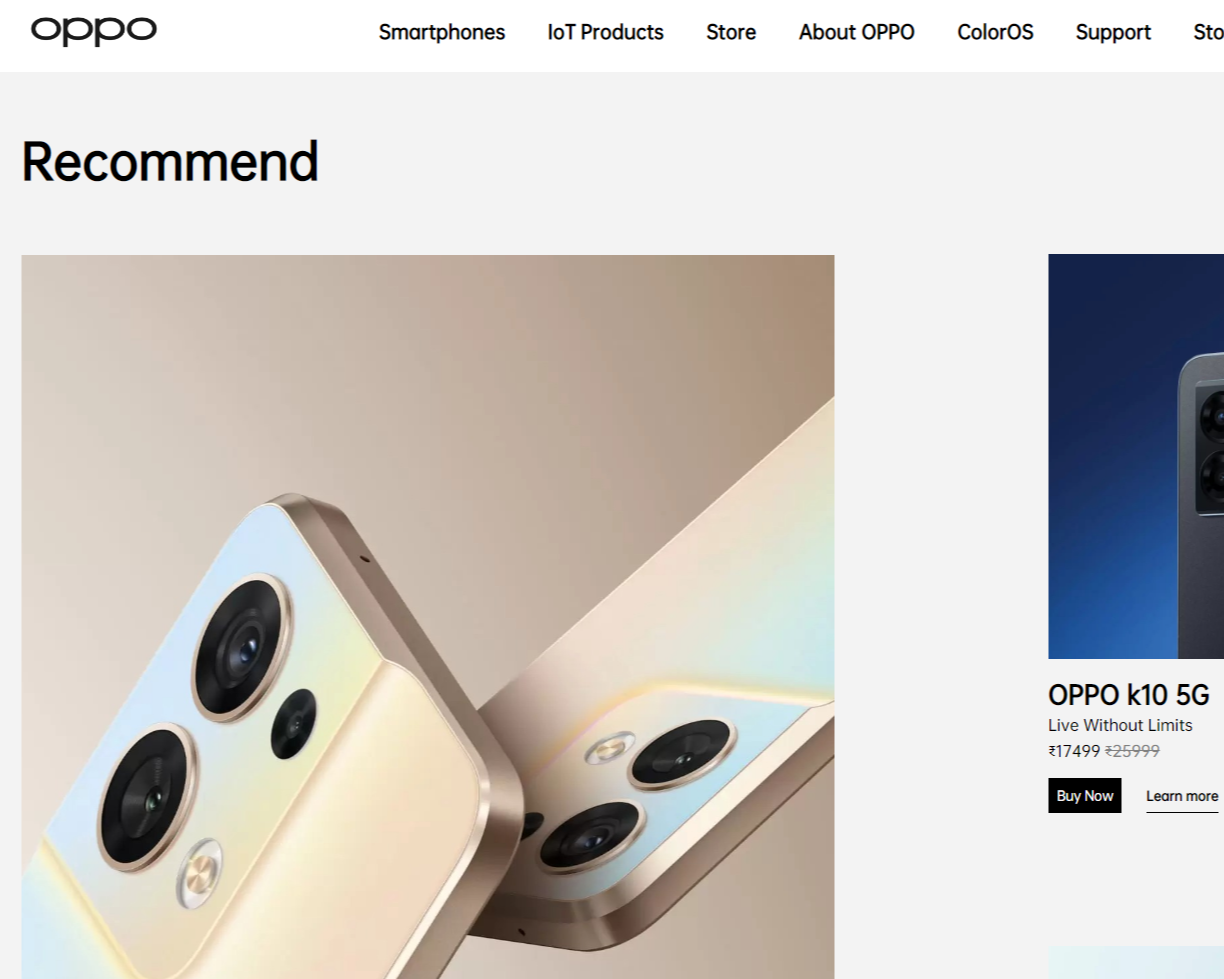 oppo
Smartphones IoT Products Store About OPPO ColorOS Support Sto
Recommend
OPPO k10 5G
Live Without Limits
₹17499 ₹25999
Buy Now Learn more